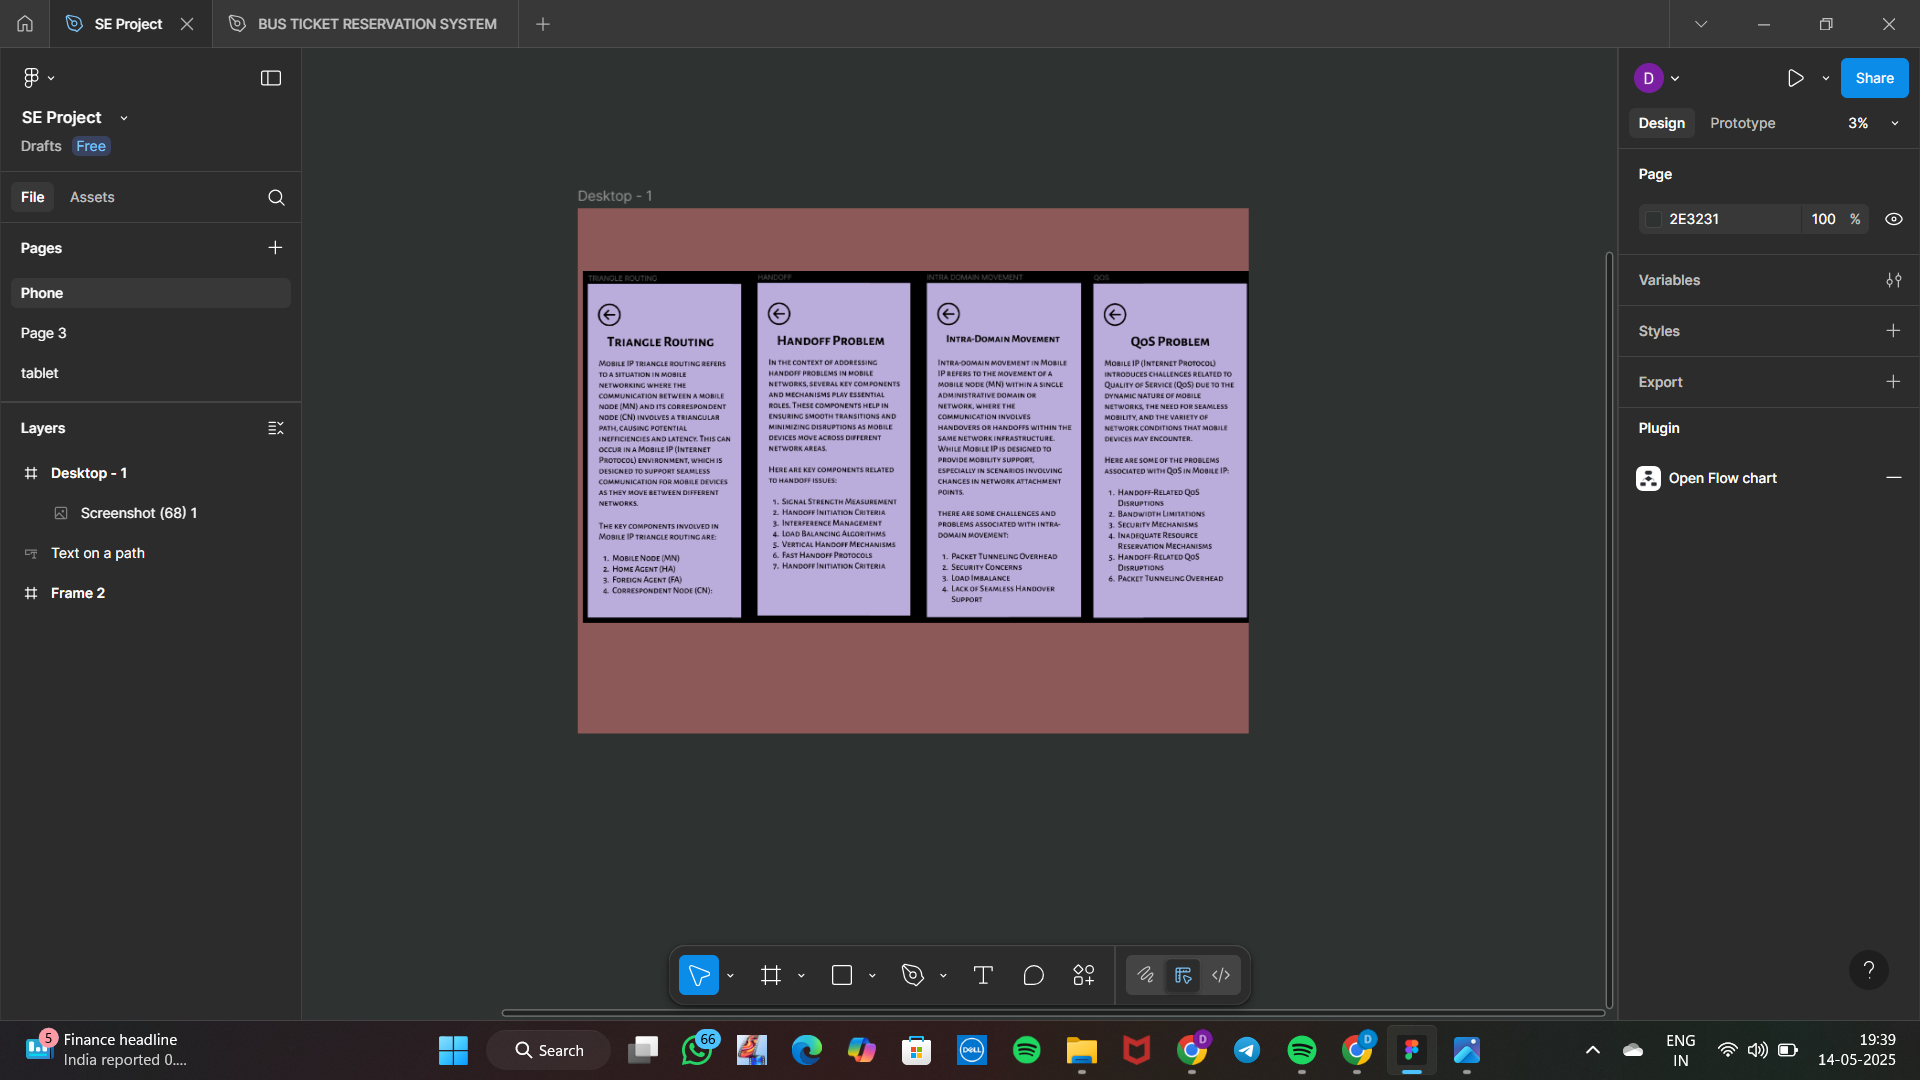 SE Project
BUS TICKET RESERVATION SYSTEM
SE Project
Drafts Free
File Assets
Pages
Phone
Page 3
tablet
Layers
Desktop - 1
Screenshot (68) 1
Text on a path
Frame 2
Desktop - 1
TRIANGLE ROUTING
TRIANGLE ROUTING
MOBILE IP TRIANGLE ROUTING REFERS
TO A SITUATION IN MOBILE
NETWORKING WHERE THE
COMMUNICATION BETWEEN A MOBILE
NODE (MN) AND ITS CORRESPONDENT
NODE (CN) INVOLVES A TRIANGULAR
PATH, CAUSING POTENTIAL
INEFFICIENCIES AND LATENCY. THIS CAN
OCCUR IN A MOBILE IP (INTERNET
PROTOCOL) ENVIRONMENT, WHICH IS
DESIGNED TO SUPPORT SEAMLESS
COMMUNICATION FOR MOBILE DEVICES
AS THEY MOVE BETWEEN DIFFERENT
NETWORKS.
THE KEY COMPONENTS INVOLVED IN
MOBILE IP TRIANGLE ROUTING ARE:
1. MOBILE NODE (MN)
2. HOME AGENT (HA)
3. FOREIGN AGENT (FA)
4. CORRESPONDENT NODE (CN):
HANDOFF
HANDOFF PROBLEM
IN THE CONTEXT OF ADDRESSING
HANDOFF PROBLEMS IN MOBILE
NETWORKS, SEVERAL KEY COMPONENTS
AND MECHANISMS PLAY ESSENTIAL
ROLES. THESE COMPONENTS HELP IN
ENSURING SMOOTH TRANSITIONS AND
MINIMIZING DISRUPTIONS AS MOBILE
DEVICES MOVE ACROSS DIFFERENT
NETWORK AREAS.
HERE ARE KEY COMPONENTS RELATED
TO HANDOFF ISSUES:
1. SIGNAL STRENGTH MEASUREMENT
2. HANDOFF INITIATION CRITERIA
3. INTERFERENCE MANAGEMENT
4. LOAD BALANCING ALGORITHMS
5. VERTICAL HANDOFF MECHANISMS
6. FAST HANDOFF PROTOCOLS
7. HANDOFF INITIATION CRITERIA
INTRA DOMAIN MOVEMENT
INTRA-DOMAIN MOVEMENT
INTRA-DOMAIN MOVEMENT IN MOBILE
IP REFERS TO THE MOVEMENT OF A
MOBILE NODE (MN) WITHIN A SINGLE
ADMINISTRATIVE DOMAIN OR
NETWORK, WHERE THE
COMMUNICATION INVOLVES
HANDOVERS OR HANDOFFS WITHIN THE
SAME NETWORK INFRASTRUCTURE.
WHILE MOBILE IP IS DESIGNED TO
PROVIDE MOBILITY SUPPORT,
ESPECIALLY IN SCENARIOS INVOLVING
CHANGES IN NETWORK ATTACHMENT
POINTS.
THERE ARE SOME CHALLENGES AND
PROBLEMS ASSOCIATED WITH INTRA-
DOMAIN MOVEMENT:
1. PACKET TUNNELING OVERHEAD
2. SECURITY CONCERNS
3. LOAD IMBALANCE
4. LACK OF SEAMLESS HANDOVER
SUPPORT
QOS
QOS PROBLEM
MOBILE IP (INTERNET PROTOCOL)
INTRODUCES CHALLENGES RELATED TO
QUALITY OF SERVICE (QOS) DUE TO THE
DYNAMIC NATURE OF MOBILE
NETWORKS, THE NEED FOR SEAMLESS
MOBILITY, AND THE VARIETY OF
NETWORK CONDITIONS THAT MOBILE
DEVICES MAY ENCOUNTER.
HERE ARE SOME OF THE PROBLEMS
ASSOCIATED WITH QOS IN MOBILE IP:
1. HANDOFF-RELATED QOS
DISRUPTIONS
2. BANDWIDTH LIMITATIONS
3. SECURITY MECHANISMS
4. INADEQUATE RESOURCE
RESERVATION MECHANISMS
5. HANDOFF-RELATED QOS
DISRUPTIONS
6. PACKET TUNNELING OVERHEAD
D
Share
Design Prototype 3%
Page
2E3231 100 %
Variables
Styles
Export
Plugin
Open Flow chart
?
5
Finance headline
India reported 0....
Search
66
DELL
D
D
ENG
IN
19:39
14-05-2025